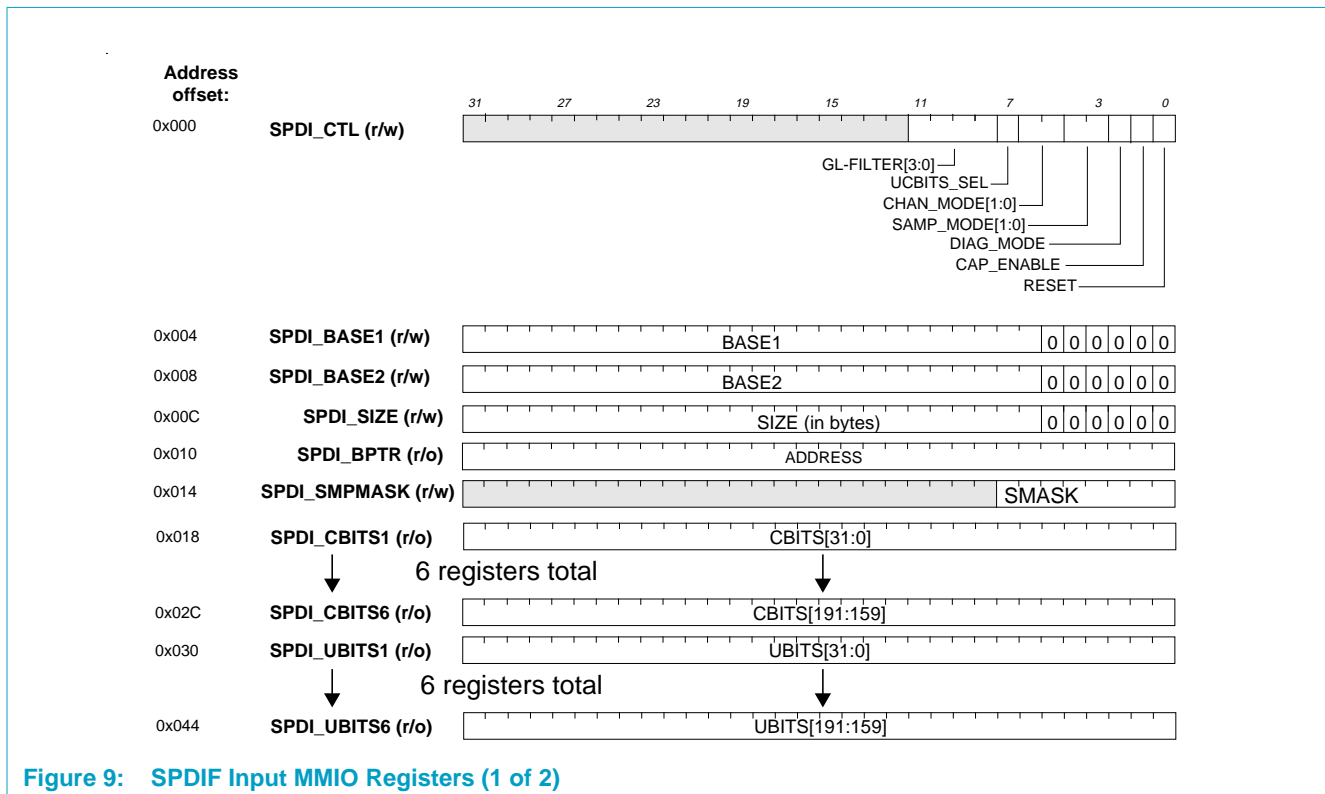 Address
offset:
31 27 23 19 15 11 7 3 0
0x000 SPDI_CTL (r/w)
GL-FILTER[3:0]
UCBITS_SEL
CHAN_MODE[1:0]
SAMP_MODE[1:0]
DIAG_MODE
CAP_ENABLE
RESET
0x004 SPDI_BASE1 (r/w) BASE1 0 0 0 0 0 0
0x008 SPDI_BASE2 (r/w) BASE2 0 0 0 0 0 0
0x00C SPDI_SIZE (r/w) SIZE (in bytes) 0 0 0 0 0 0
0x010 SPDI_BPTR (r/o) ADDRESS
0x014 SPDI_SMPMASK (r/w) SMASK
0x018 SPDI_CBITS1 (r/o) CBITS[31:0]
6 registers total
0x02C SPDI_CBITS6 (r/o) CBITS[191:159]
0x030 SPDI_UBITS1 (r/o) UBITS[31:0]
6 registers total
0x044 SPDI_UBITS6 (r/o) UBITS[191:159]
Figure 9: SPDIF Input MMIO Registers (1 of 2)